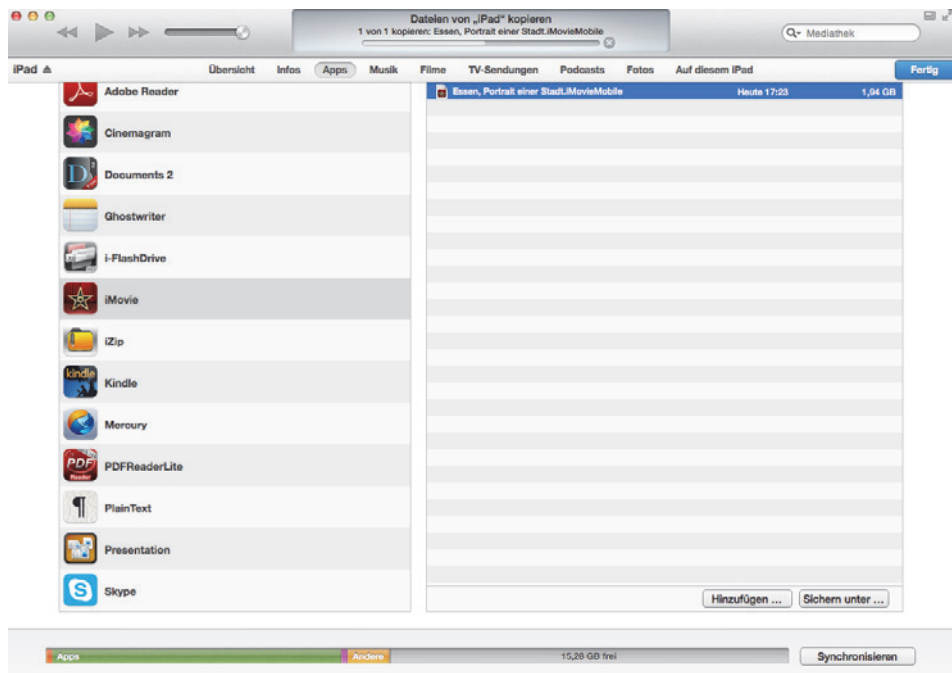 Dateien von „iPad“ kopieren
1 von 1 kopieren: Essen, Portrait einer Stadt.iMovieMobile
Mediathek
iPad
Übersicht Infos Apps Musik Filme TV-Sendungen Podcasts Fotos Auf diesem iPad Fertig
Adobe Reader
Essen, Portrait einer Stadt.iMovieMobile Heute 17:23 1,94 GB
Cinemagram
Documents 2
Ghostwriter
i-FlashDrive
iMovie
iZip
kindle
Kindle
Mercury
PDF
Reader
PDFReaderLite
PlainText
Presentation
Skype
Hinzufügen ... Sichern unter ...
Apps Andere 15,28 GB frei Synchronisieren